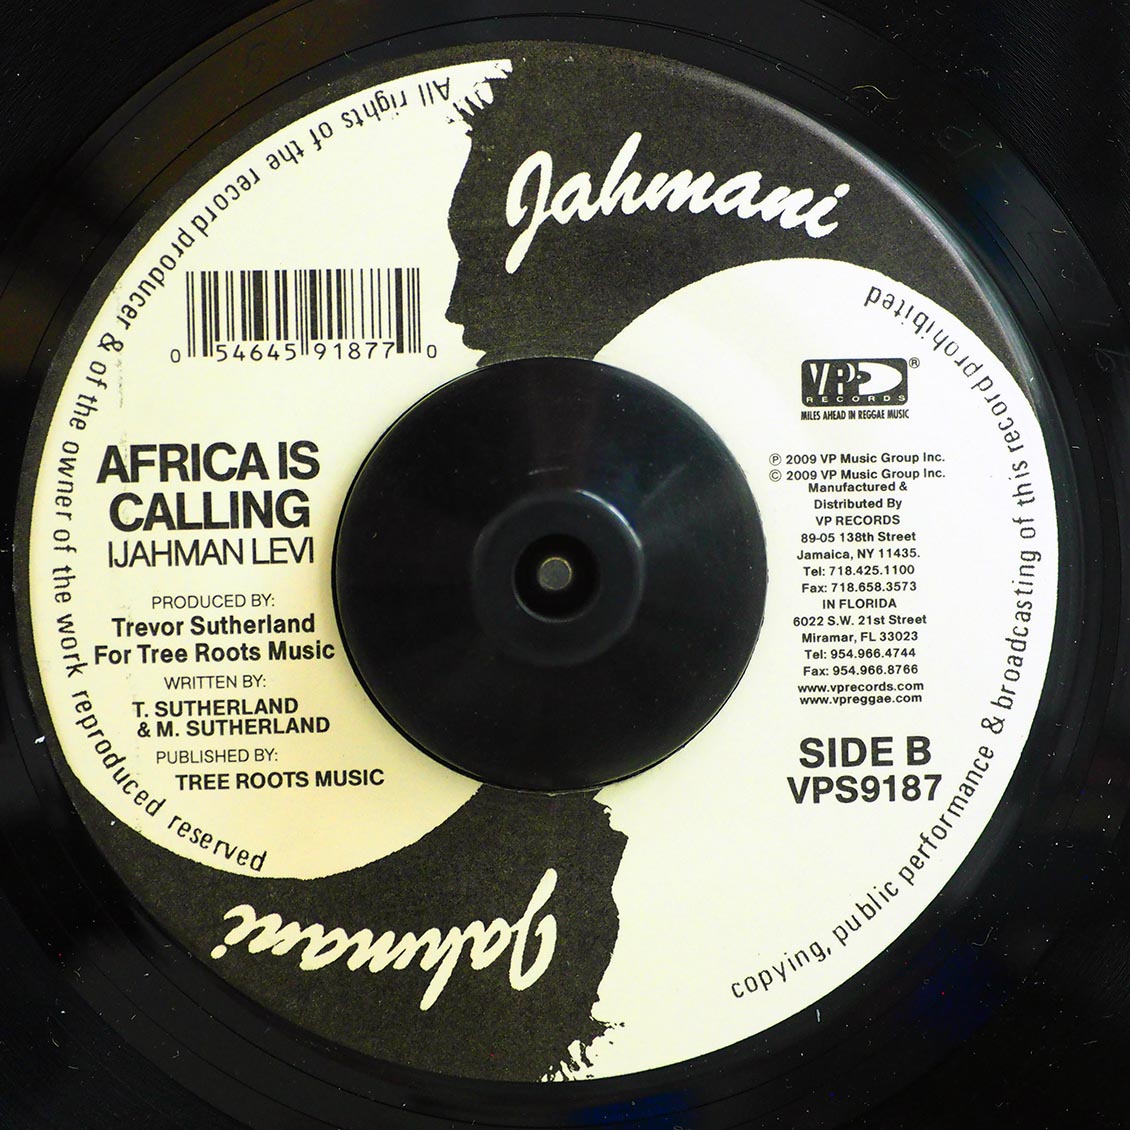 Jahmani
All rights of the record producer & of the owner of the work reproduced reserved
0 54645 91877 0
AFRICA IS
CALLING
IJAHMAN LEVI
PRODUCED BY:
Trevor Sutherland
For Tree Roots Music
WRITTEN BY:
T. SUTHERLAND
& M. SUTHERLAND
PUBLISHED BY:
TREE ROOTS MUSIC
VP
RECORDS
®
MILES AHEAD IN REGGAE MUSIC
℗ 2009 VP Music Group Inc.
© 2009 VP Music Group Inc.
Manufactured &
Distributed By
VP RECORDS
89-05 138th Street
Jamaica, NY 11435.
Tel: 718.425.1100
Fax: 718.658.3573
IN FLORIDA
6022 S.W. 21st Street
Miramar, FL 33023
Tel: 954.966.4744
Fax: 954.966.8766
www.vprecords.com
www.vpreggae.com
SIDE B
VPS9187
copying, public performance & broadcasting of this record prohibited
Jahmani